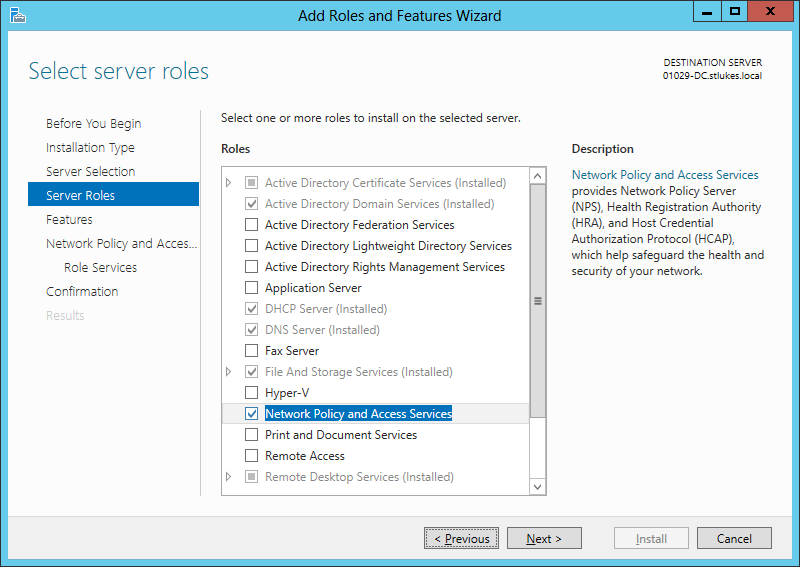 Add Roles and Features Wizard
Select server roles
DESTINATION SERVER
01029-DC.stlukes.local
Before You Begin
Installation Type
Server Selection
Server Roles
Features
Network Policy and Acces...
Role Services
Confirmation
Results
Select one or more roles to install on the selected server.
Roles
Active Directory Certificate Services (Installed)
Active Directory Domain Services (Installed)
Active Directory Federation Services
Active Directory Lightweight Directory Services
Active Directory Rights Management Services
Application Server
DHCP Server (Installed)
DNS Server (Installed)
Fax Server
File And Storage Services (Installed)
Hyper-V
Network Policy and Access Services
Print and Document Services
Remote Access
Remote Desktop Services (Installed)
Description
Network Policy and Access Services
provides Network Policy Server
(NPS), Health Registration Authority
(HRA), and Host Credential
Authorization Protocol (HCAP),
which help safeguard the health and
security of your network.
< Previous
Next >
Install
Cancel